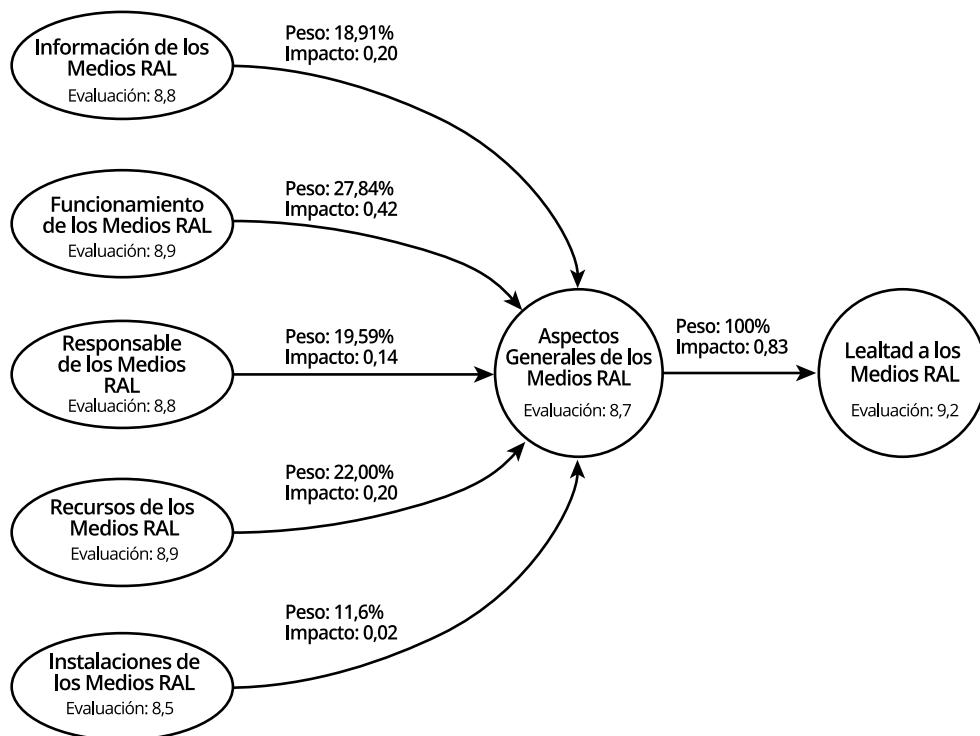 Información de los
Medios RAL
Evaluación: 8,8
Peso: 18,91%
Impacto: 0,20
Funcionamiento
de los Medios RAL
Evaluación: 8,9
Peso: 27,84%
Impacto: 0,42
Responsable
de los Medios
RAL
Evaluación: 8,8
Peso: 19,59%
Impacto: 0,14
Recursos de los
Medios RAL
Evaluación: 8,9
Peso: 22,00%
Impacto: 0,20
Instalaciones de
los Medios RAL
Evaluación: 8,5
Peso: 11,6%
Impacto: 0,02
Aspectos
Generales de los
Medios RAL
Evaluación: 8,7
Peso: 100%
Impacto: 0,83
Lealtad a los
Medios RAL
Evaluación: 9,2